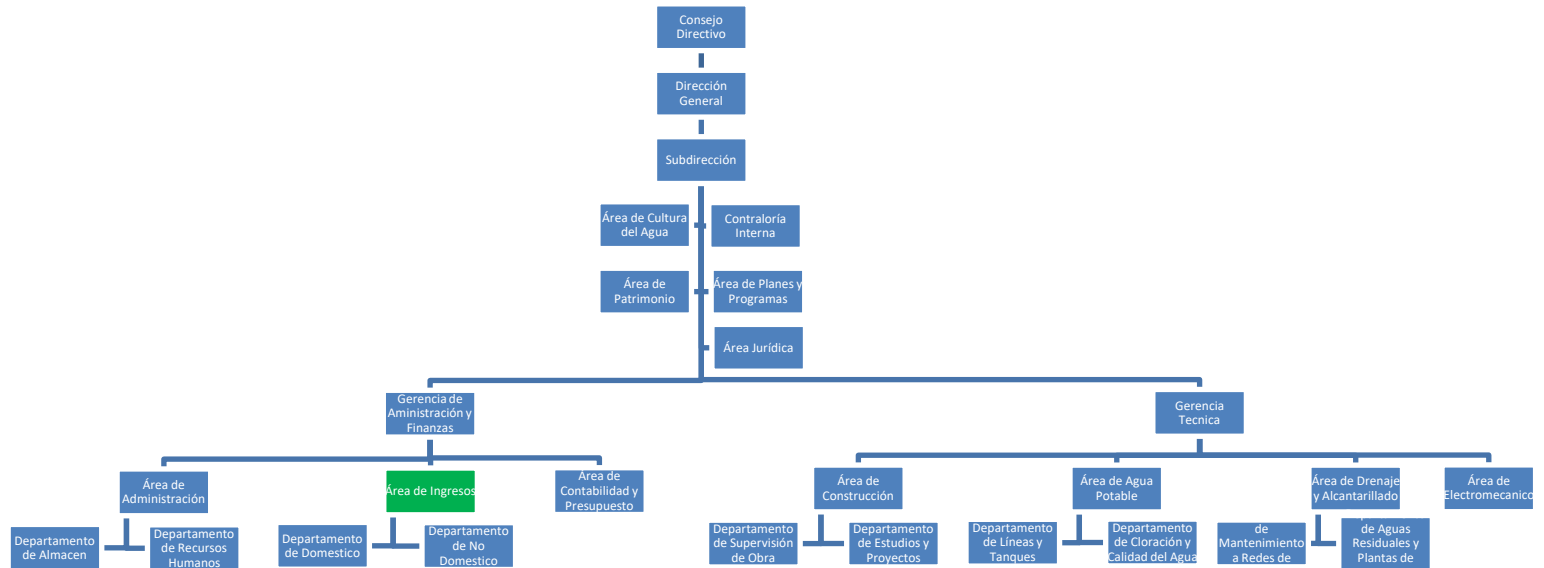 Consejo
Directivo
Dirección
General
Subdirección
Área de Cultura
del Agua
Contraloría
Interna
Área de
Patrimonio
Área de Planes y
Programas
Área Jurídica
Gerencia de
Aministración y
Finanzas
Gerencia
Tecnica
Área de
Administración
Área de Ingresos
Área de
Contabilidad y
Presupuesto
Área de
Construcción
Área de Agua
Potable
Área de Drenaje
y Alcantarillado
Área de
Electromecanico
Departamento
de Almacen
Departamento
de Recursos
Humanos
Departamento
de Domestico
Departamento
de No
Domestico
Departamento
de Supervisión
de Obra
Departamento
de Estudios y
Proyectos
Departamento
de Líneas y
Tanques
Departamento
de Cloración y
Calidad del Agua
de
Mantenimiento
a Redes de
de Aguas
Residuales y
Plantas de